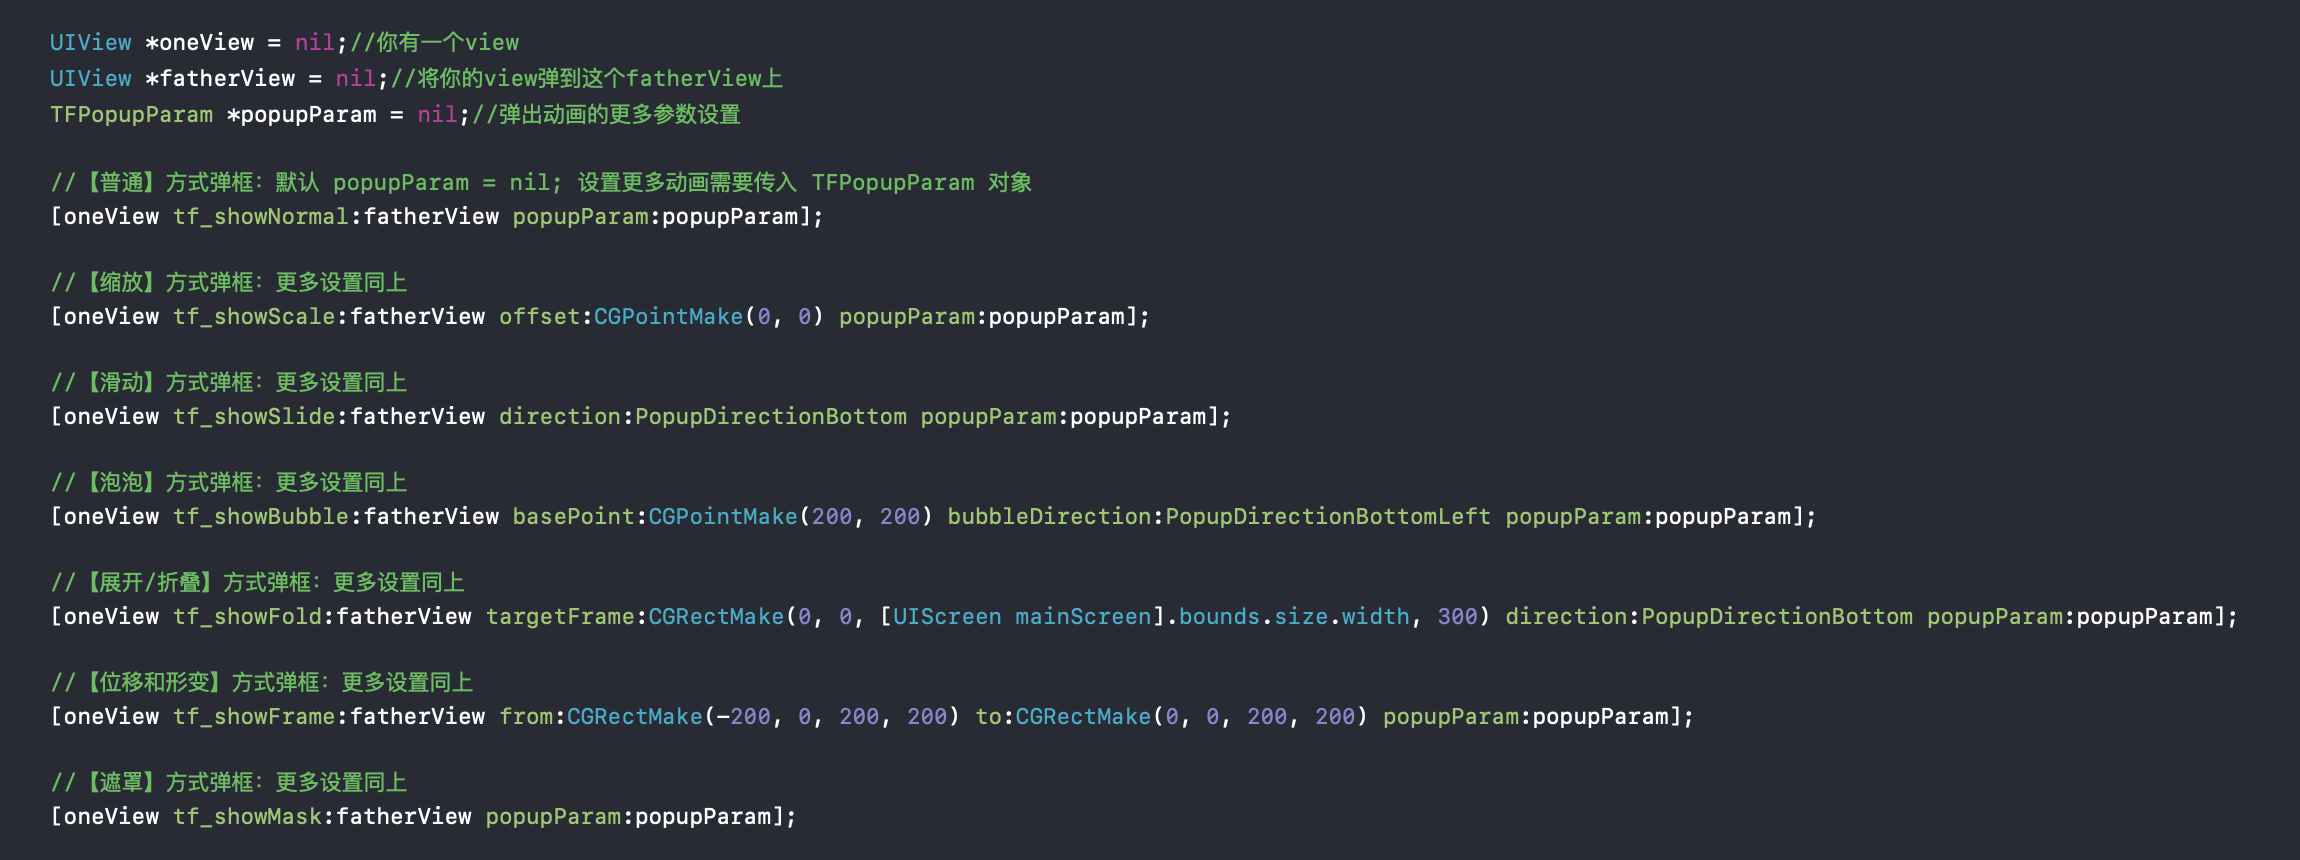 UIView *oneView = nil;//你有一个view
UIView *fatherView = nil;//将你的view弹到这个fatherView上
TFPopupParam *popupParam = nil;//弹出动画的更多参数设置
//【普通】方式弹框：默认 popupParam = nil; 设置更多动画需要传入 TFPopupParam 对象
[oneView tf_showNormal:fatherView popupParam:popupParam];
//【缩放】方式弹框：更多设置同上
[oneView tf_showScale:fatherView offset:CGPointMake(0, 0) popupParam:popupParam];
//【滑动】方式弹框：更多设置同上
[oneView tf_showSlide:fatherView direction:PopupDirectionBottom popupParam:popupParam];
//【泡泡】方式弹框：更多设置同上
[oneView tf_showBubble:fatherView basePoint:CGPointMake(200, 200) bubbleDirection:PopupDirectionBottomLeft popupParam:popupParam];
//【展开/折叠】方式弹框：更多设置同上
[oneView tf_showFold:fatherView targetFrame:CGRectMake(0, 0, [UIScreen mainScreen].bounds.size.width, 300) direction:PopupDirectionBottom popupParam:popupParam];
//【位移和形变】方式弹框：更多设置同上
[oneView tf_showFrame:fatherView from:CGRectMake(-200, 0, 200, 200) to:CGRectMake(0, 0, 200, 200) popupParam:popupParam];
//【遮罩】方式弹框：更多设置同上
[oneView tf_showMask:fatherView popupParam:popupParam];